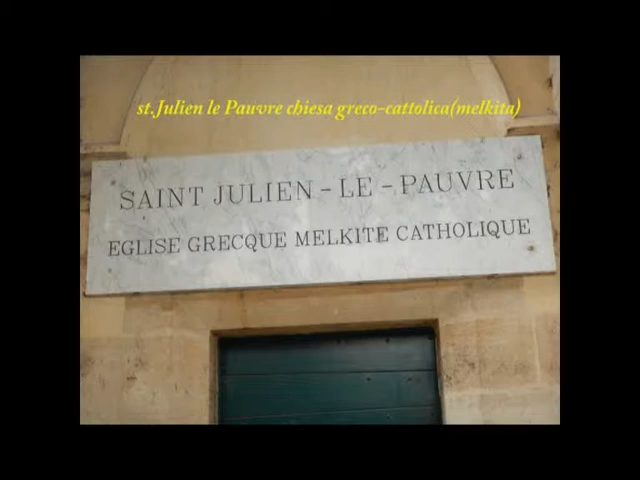 st.Julien le Pauvre chiesa greco-cattolica(melkita)
SAINT JULIEN - LE - PAUVRE
EGLISE GRECQUE MELKITE CATHOLIQUE